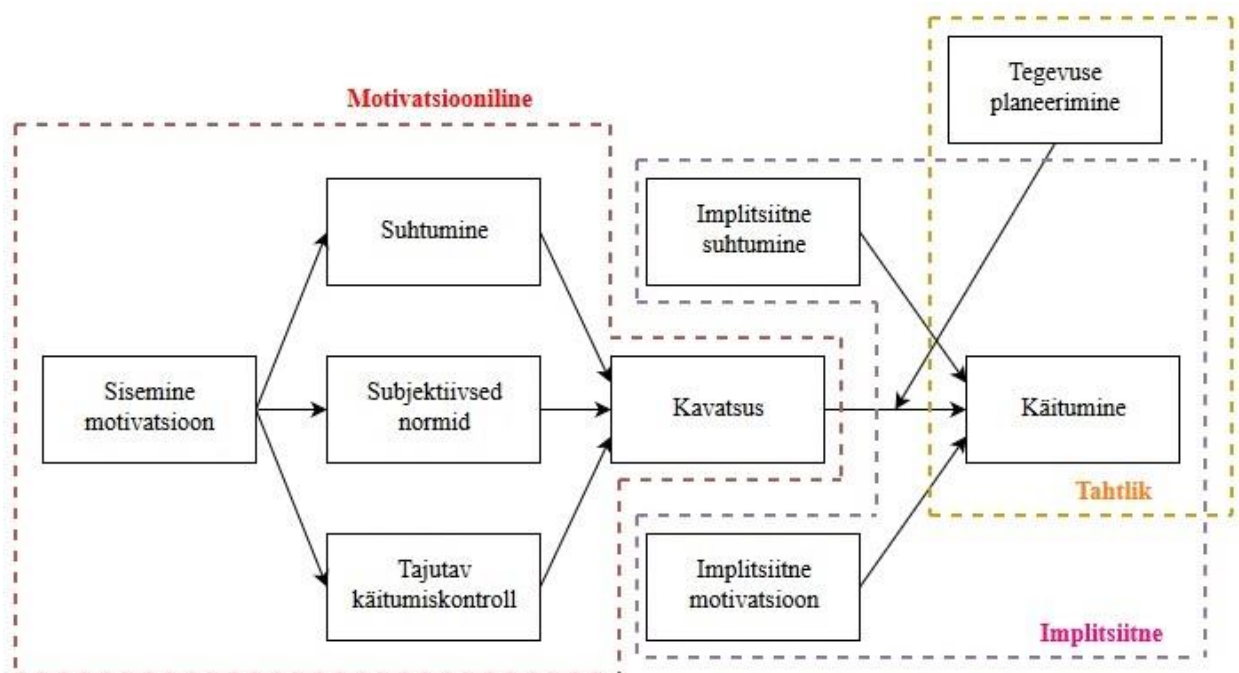 Tegevuse
planeerimine
Motivatsiooniline
Suhtumine
Implitsiitne
suhtumine
Sisemine
motivatsioon
Subjektiivsed
normid
Kavatsus
Käitumine
Tahtlik
Tajutav
käitumiskontroll
Implitsiitne
motivatsioon
Implitsiitne